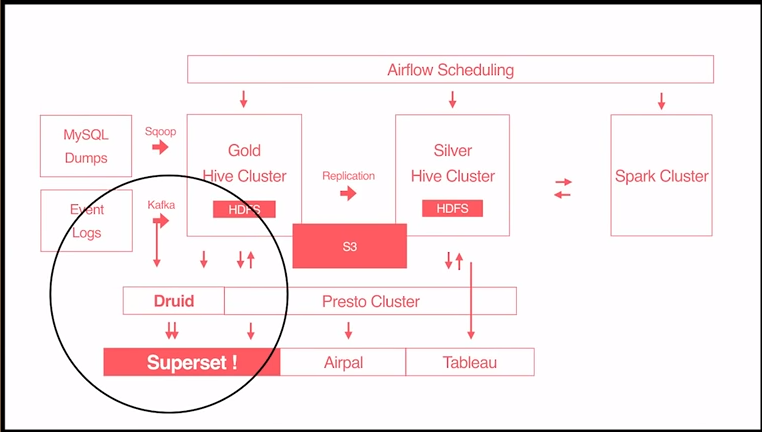 Airflow Scheduling
MySQL
Dumps
Sqoop
Gold
Hive Cluster
HDFS
Replication
Silver
Hive Cluster
HDFS
Spark Cluster
Event
Logs
Kafka
S3
Druid
Presto Cluster
Superset !
Airpal
Tableau